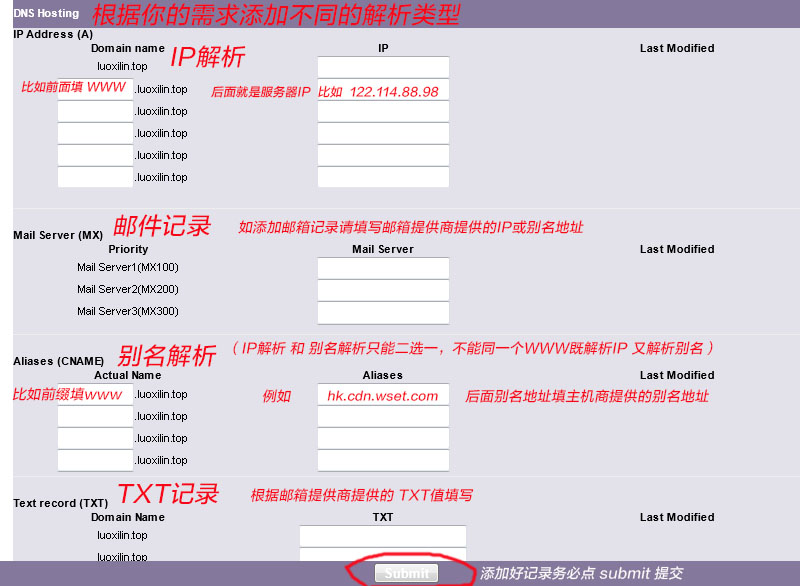 DNS Hosting 根据你的需求添加不同的解析类型
IP Address (A)
Domain name IP解析 IP Last Modified
luoxilin.top
比如前面填 WWW .luoxilin.top 后面就是服务器IP 比如 122.114.88.98
.luoxilin.top
.luoxilin.top
.luoxilin.top
.luoxilin.top
Mail Server (MX) 邮件记录 如添加邮箱记录请填写邮箱提供商提供的IP或别名地址
Priority Mail Server Last Modified
Mail Server1(MX100)
Mail Server2(MX200)
Mail Server3(MX300)
Aliases (CNAME) 别名解析 （ IP解析 和 别名解析只能二选一，不能同一个WWW既解析IP 又解析别名 ）
Actual Name Aliases Last Modified
比如前缀填www .luoxilin.top 例如 hk.cdn.wset.com 后面别名地址填主机商提供的别名地址
.luoxilin.top
.luoxilin.top
.luoxilin.top
Text record (TXT) TXT记录 根据邮箱提供商提供的 TXT值填写
Domain Name TXT Last Modified
luoxilin.top
luoxilin.top
Submit 添加好记录务必点 submit 提交